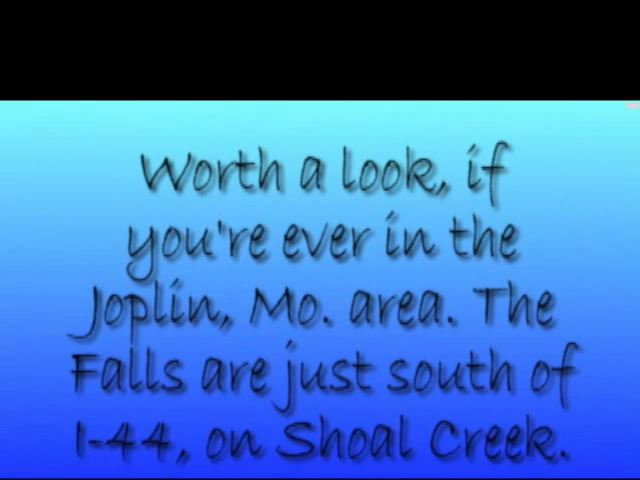 Worth a look, if
you're ever in the
Joplin, Mo. area. The
Falls are just south of
I-44, on Shoal Creek.